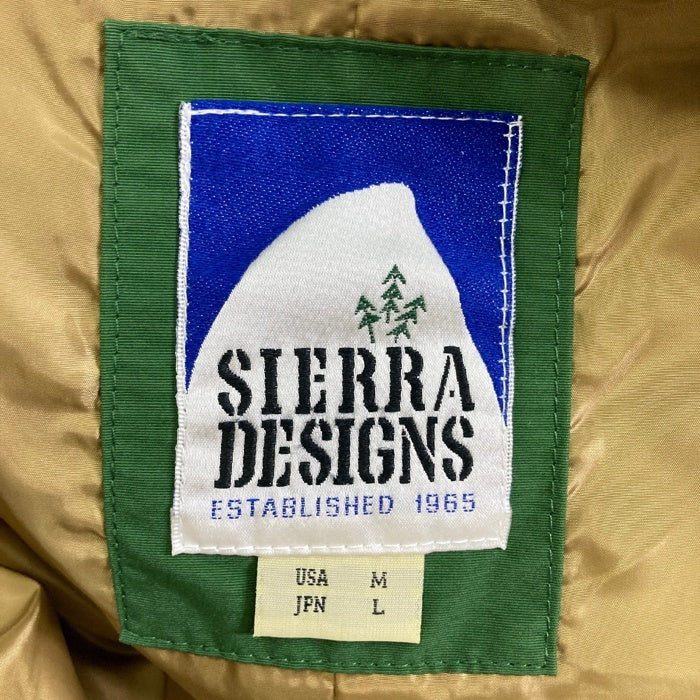 SIERRA
DESIGNS
ESTABLISHED 1965
USA M
JPN L